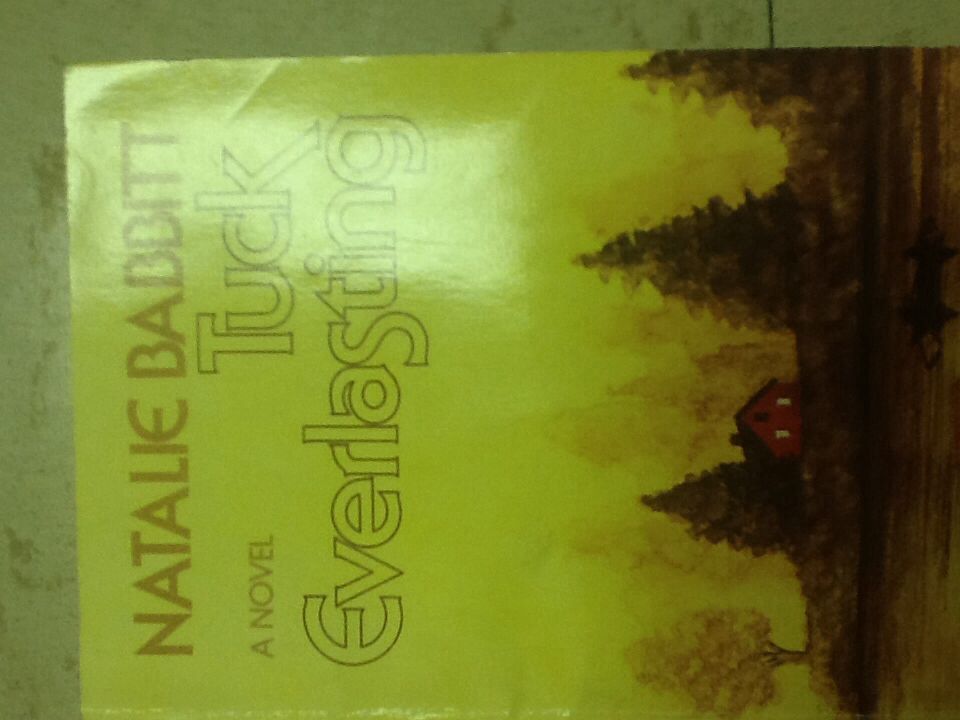 NATALIE BABBITT
Tuck
A NOVEL
Everlasting